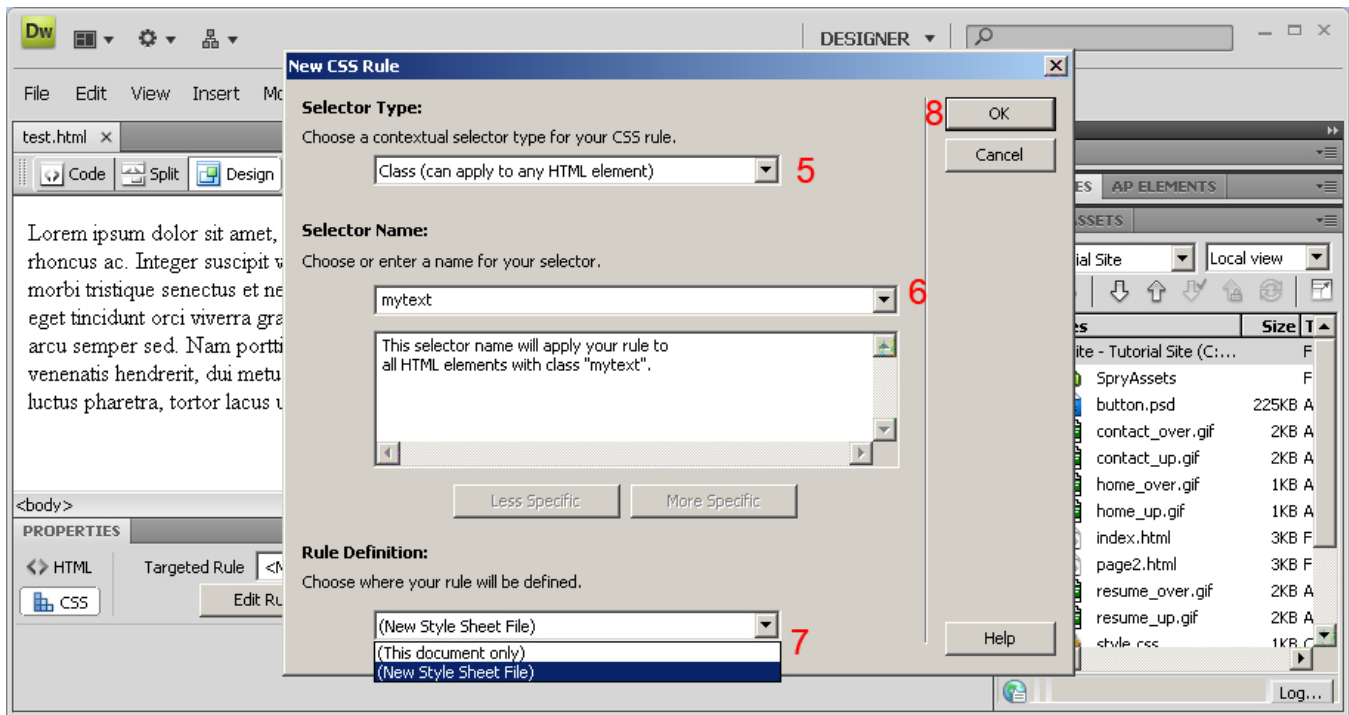 Dw
DESIGNER
New CSS Rule
File Edit View Insert
Selector Type:
8
OK
Choose a contextual selector type for your CSS rule.
test.html
Cancel
Class (can apply to any HTML element)
5
Code Split Design
AP ELEMENTS
Lorem ipsum dolor sit amet,
rhoncus ac. Integer suscipit
morbi tristique senectus et
eget tincidunt orci viverra
arcu semper sed. Nam
venenatis hendrerit, dui
luctus pharetra, tortor lacus
Selector Name:
Choose or enter a name for your selector.
mytext
6
This selector name will apply your rule to
all HTML elements with class "mytext".
Less Specific More Specific
Rule Definition:
Choose where your rule will be defined.
(New Style Sheet File)
7
(This document only)
(New Style Sheet File)
Help
<body>
PROPERTIES
HTML Targeted Rule
CSS Edit
Site Local view
Size
Tutorial Site (C:...
F
SpryAssets F
button.psd 225KB A
contact_over.gif 2KB A
contact_up.gif 2KB A
home_over.gif 1KB A
home_up.gif 1KB A
index.html 3KB F
page2.html 3KB F
resume_over.gif 2KB A
resume_up.gif 2KB A
style.css 1KB C
Log...